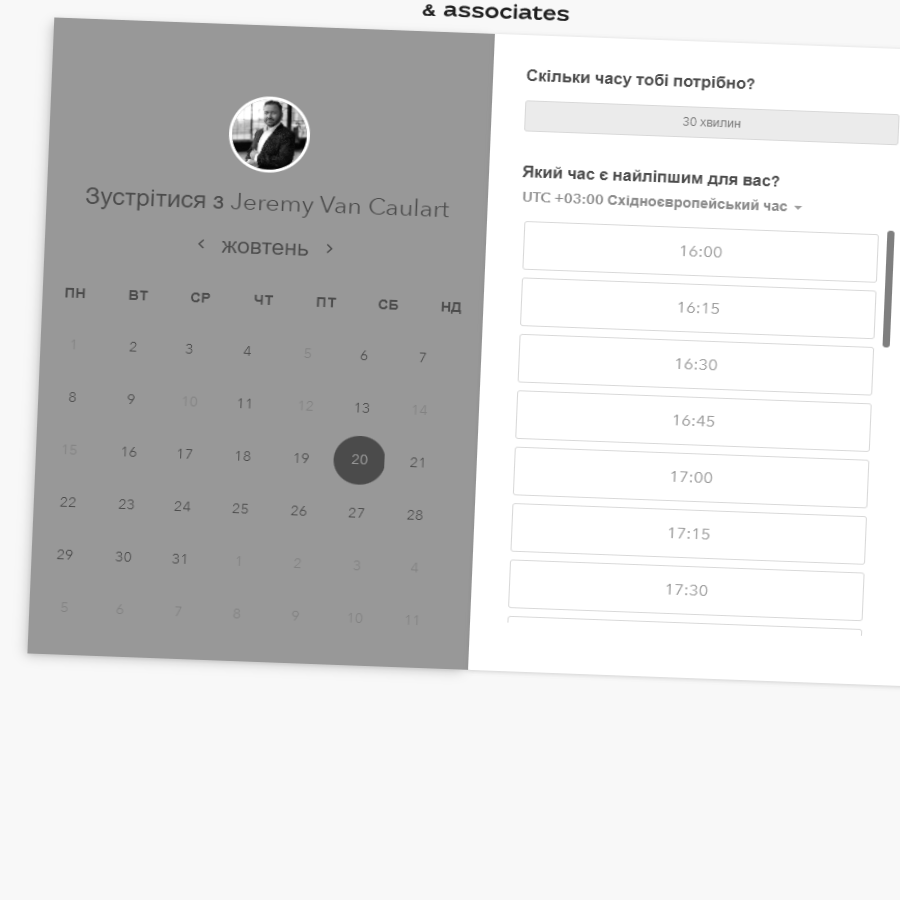 & associates
Зустрітися з Jeremy Van Caulart
‹ жовтень ›
ПН ВТ СР ЧТ ПТ СБ НД
1 2 3 4 5 6 7
8 9 10 11 12 13 14
15 16 17 18 19 20 21
22 23 24 25 26 27 28
29 30 31 1 2 3 4
5 6 7 8 9 10 11
Скільки часу тобі потрібно?
30 хвилин
Який час є найліпшим для вас?
UTC +03:00 Східноєвропейський час
16:00
16:15
16:30
16:45
17:00
17:15
17:30